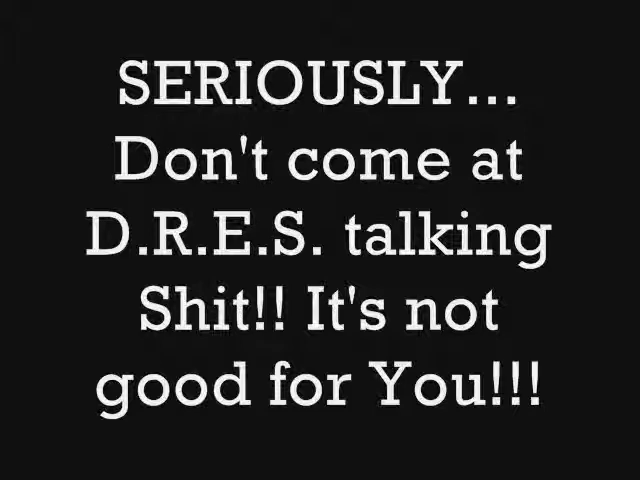 SERIOUSLY...
Don't come at
D.R.E.S. talking
Shit!! It's not
good for You!!!